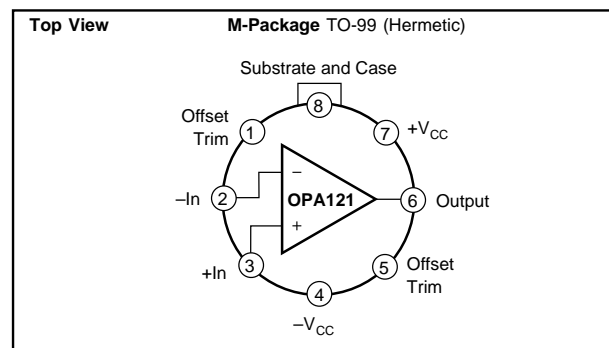 Top View M-Package TO-99 (Hermetic)
Substrate and Case
8
Offset
Trim
1
7
+VCC
–In
2
–
OPA121
6
Output
+
+In
3
5
Offset
Trim
4
–VCC